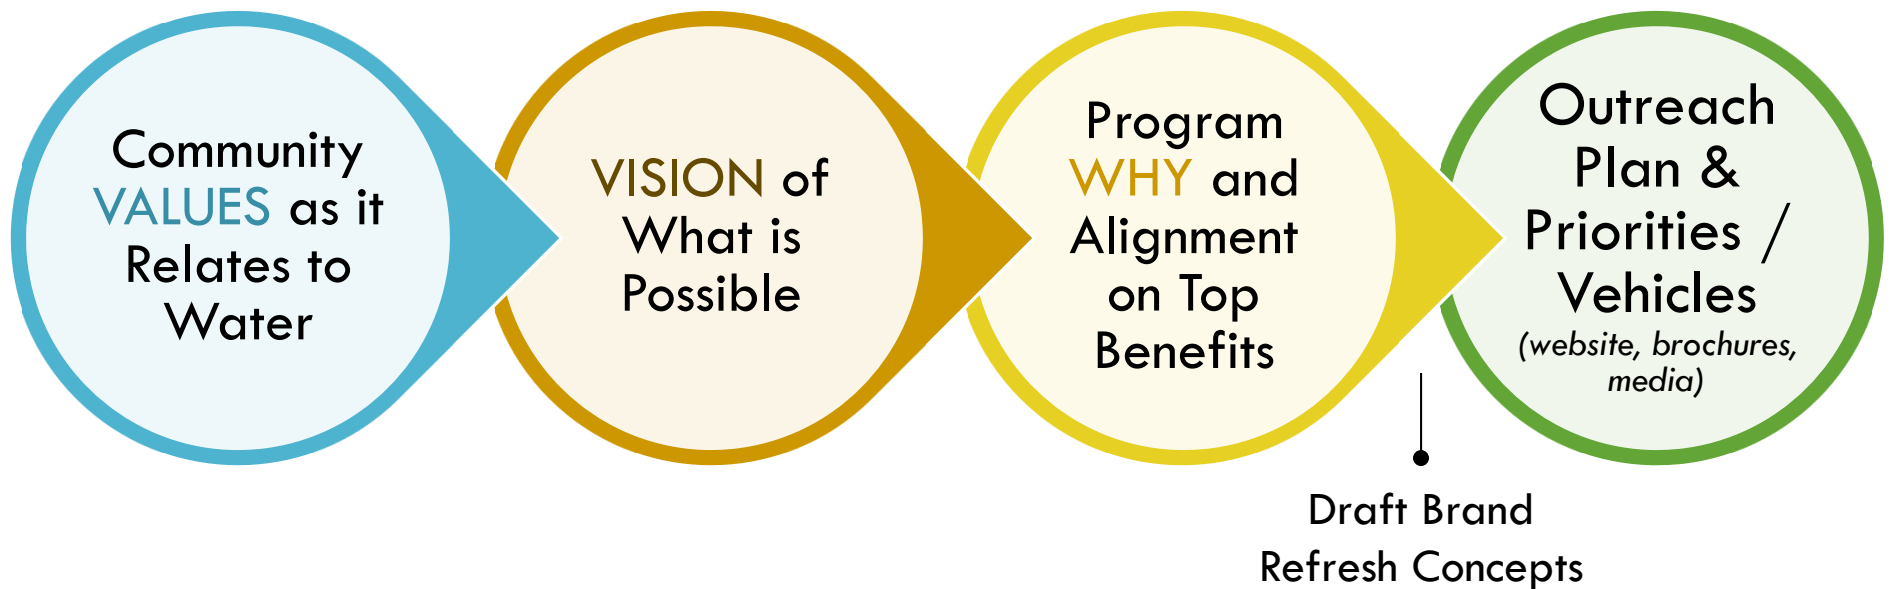 Community
VALUES as it
Relates to
Water
VISION of
What is
Possible
Program
WHY and
Alignment
on Top
Benefits
Outreach
Plan &
Priorities /
Vehicles
(website, brochures,
media)
Draft Brand
Refresh Concepts